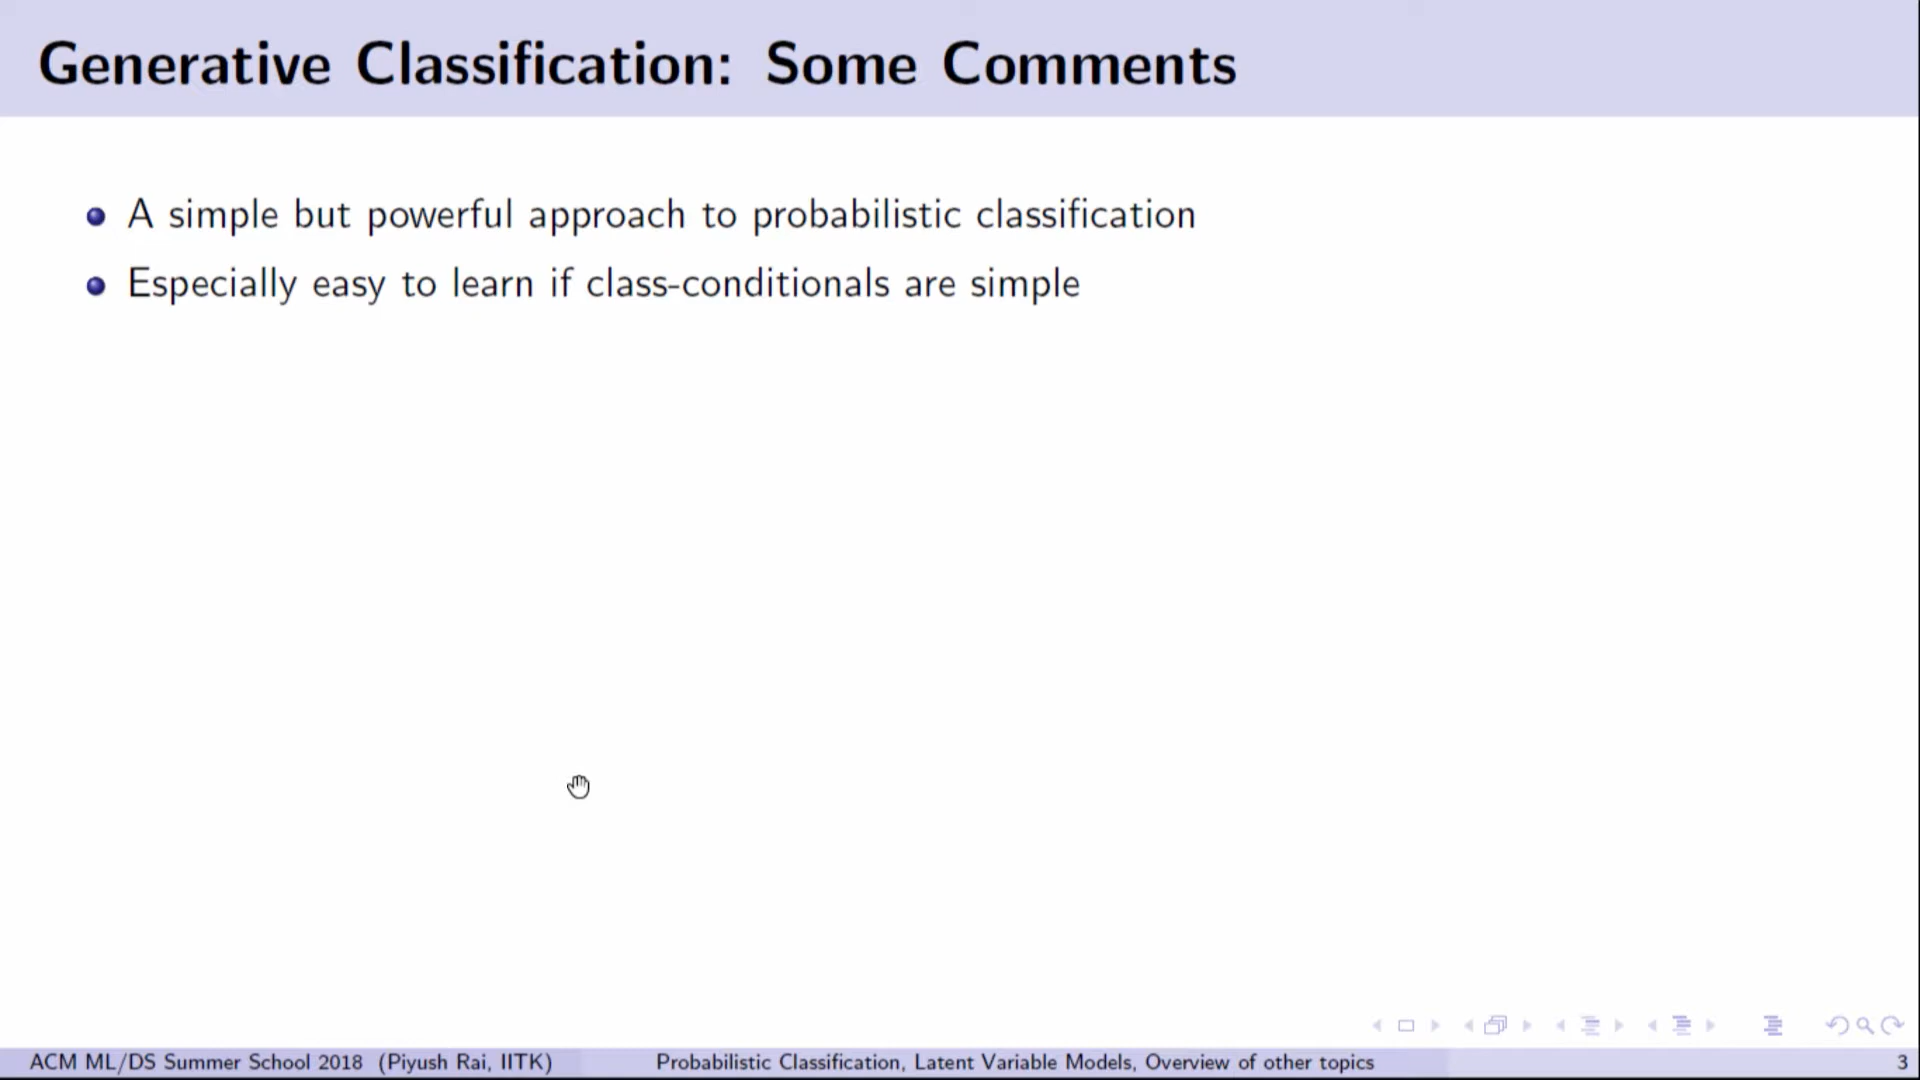 Generative Classification: Some Comments
A simple but powerful approach to probabilistic classification
Especially easy to learn if class-conditionals are simple
ACM ML/DS Summer School 2018 (Piyush Rai, IITK) Probabilistic Classification, Latent Variable Models, Overview of other topics 3